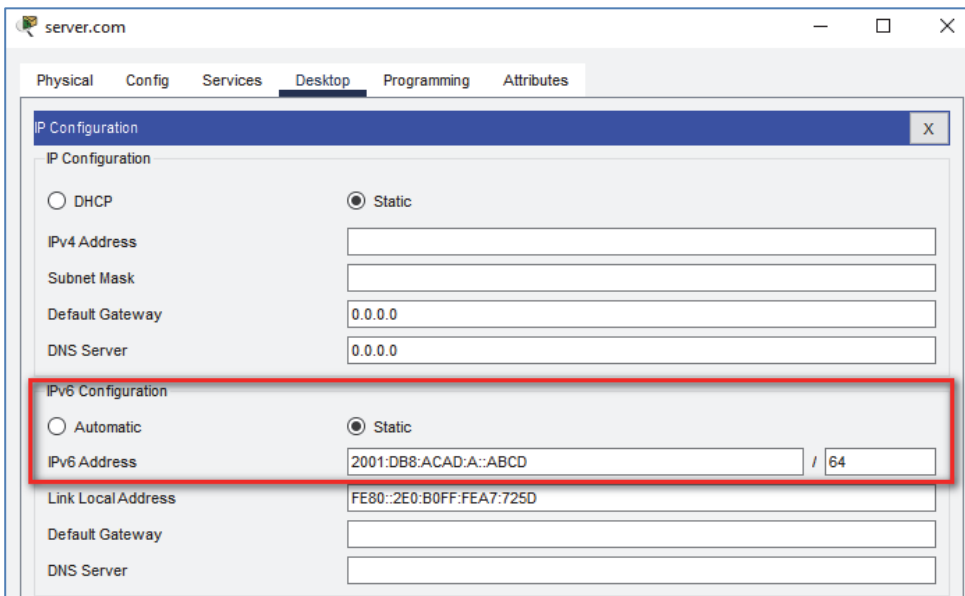 server.com
Physical Config Services Desktop Programming Attributes
IP Configuration X
IP Configuration
DHCP Static
IPv4 Address
Subnet Mask
Default Gateway 0.0.0.0
DNS Server 0.0.0.0
IPv6 Configuration
Automatic Static
IPv6 Address 2001:DB8:ACAD:A::ABCD / 64
Link Local Address FE80::2E0:B0FF:FEA7:725D
Default Gateway
DNS Server